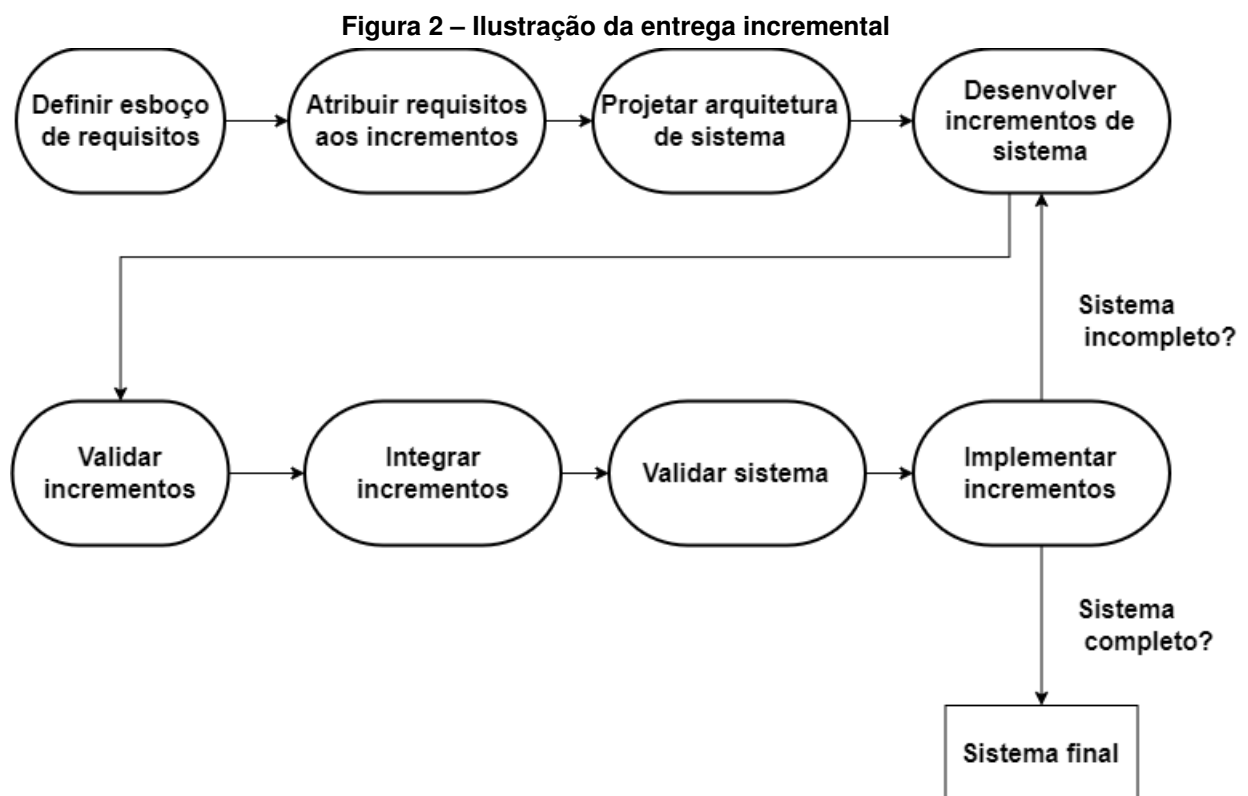 Figura 2 – Ilustração da entrega incremental
Definir esboço
de requisitos
Atribuir requisitos
aos incrementos
Projetar arquitetura
de sistema
Desenvolver
incrementos de
sistema
Sistema
incompleto?
Validar
incrementos
Integrar
incrementos
Validar sistema
Implementar
incrementos
Sistema
completo?
Sistema final